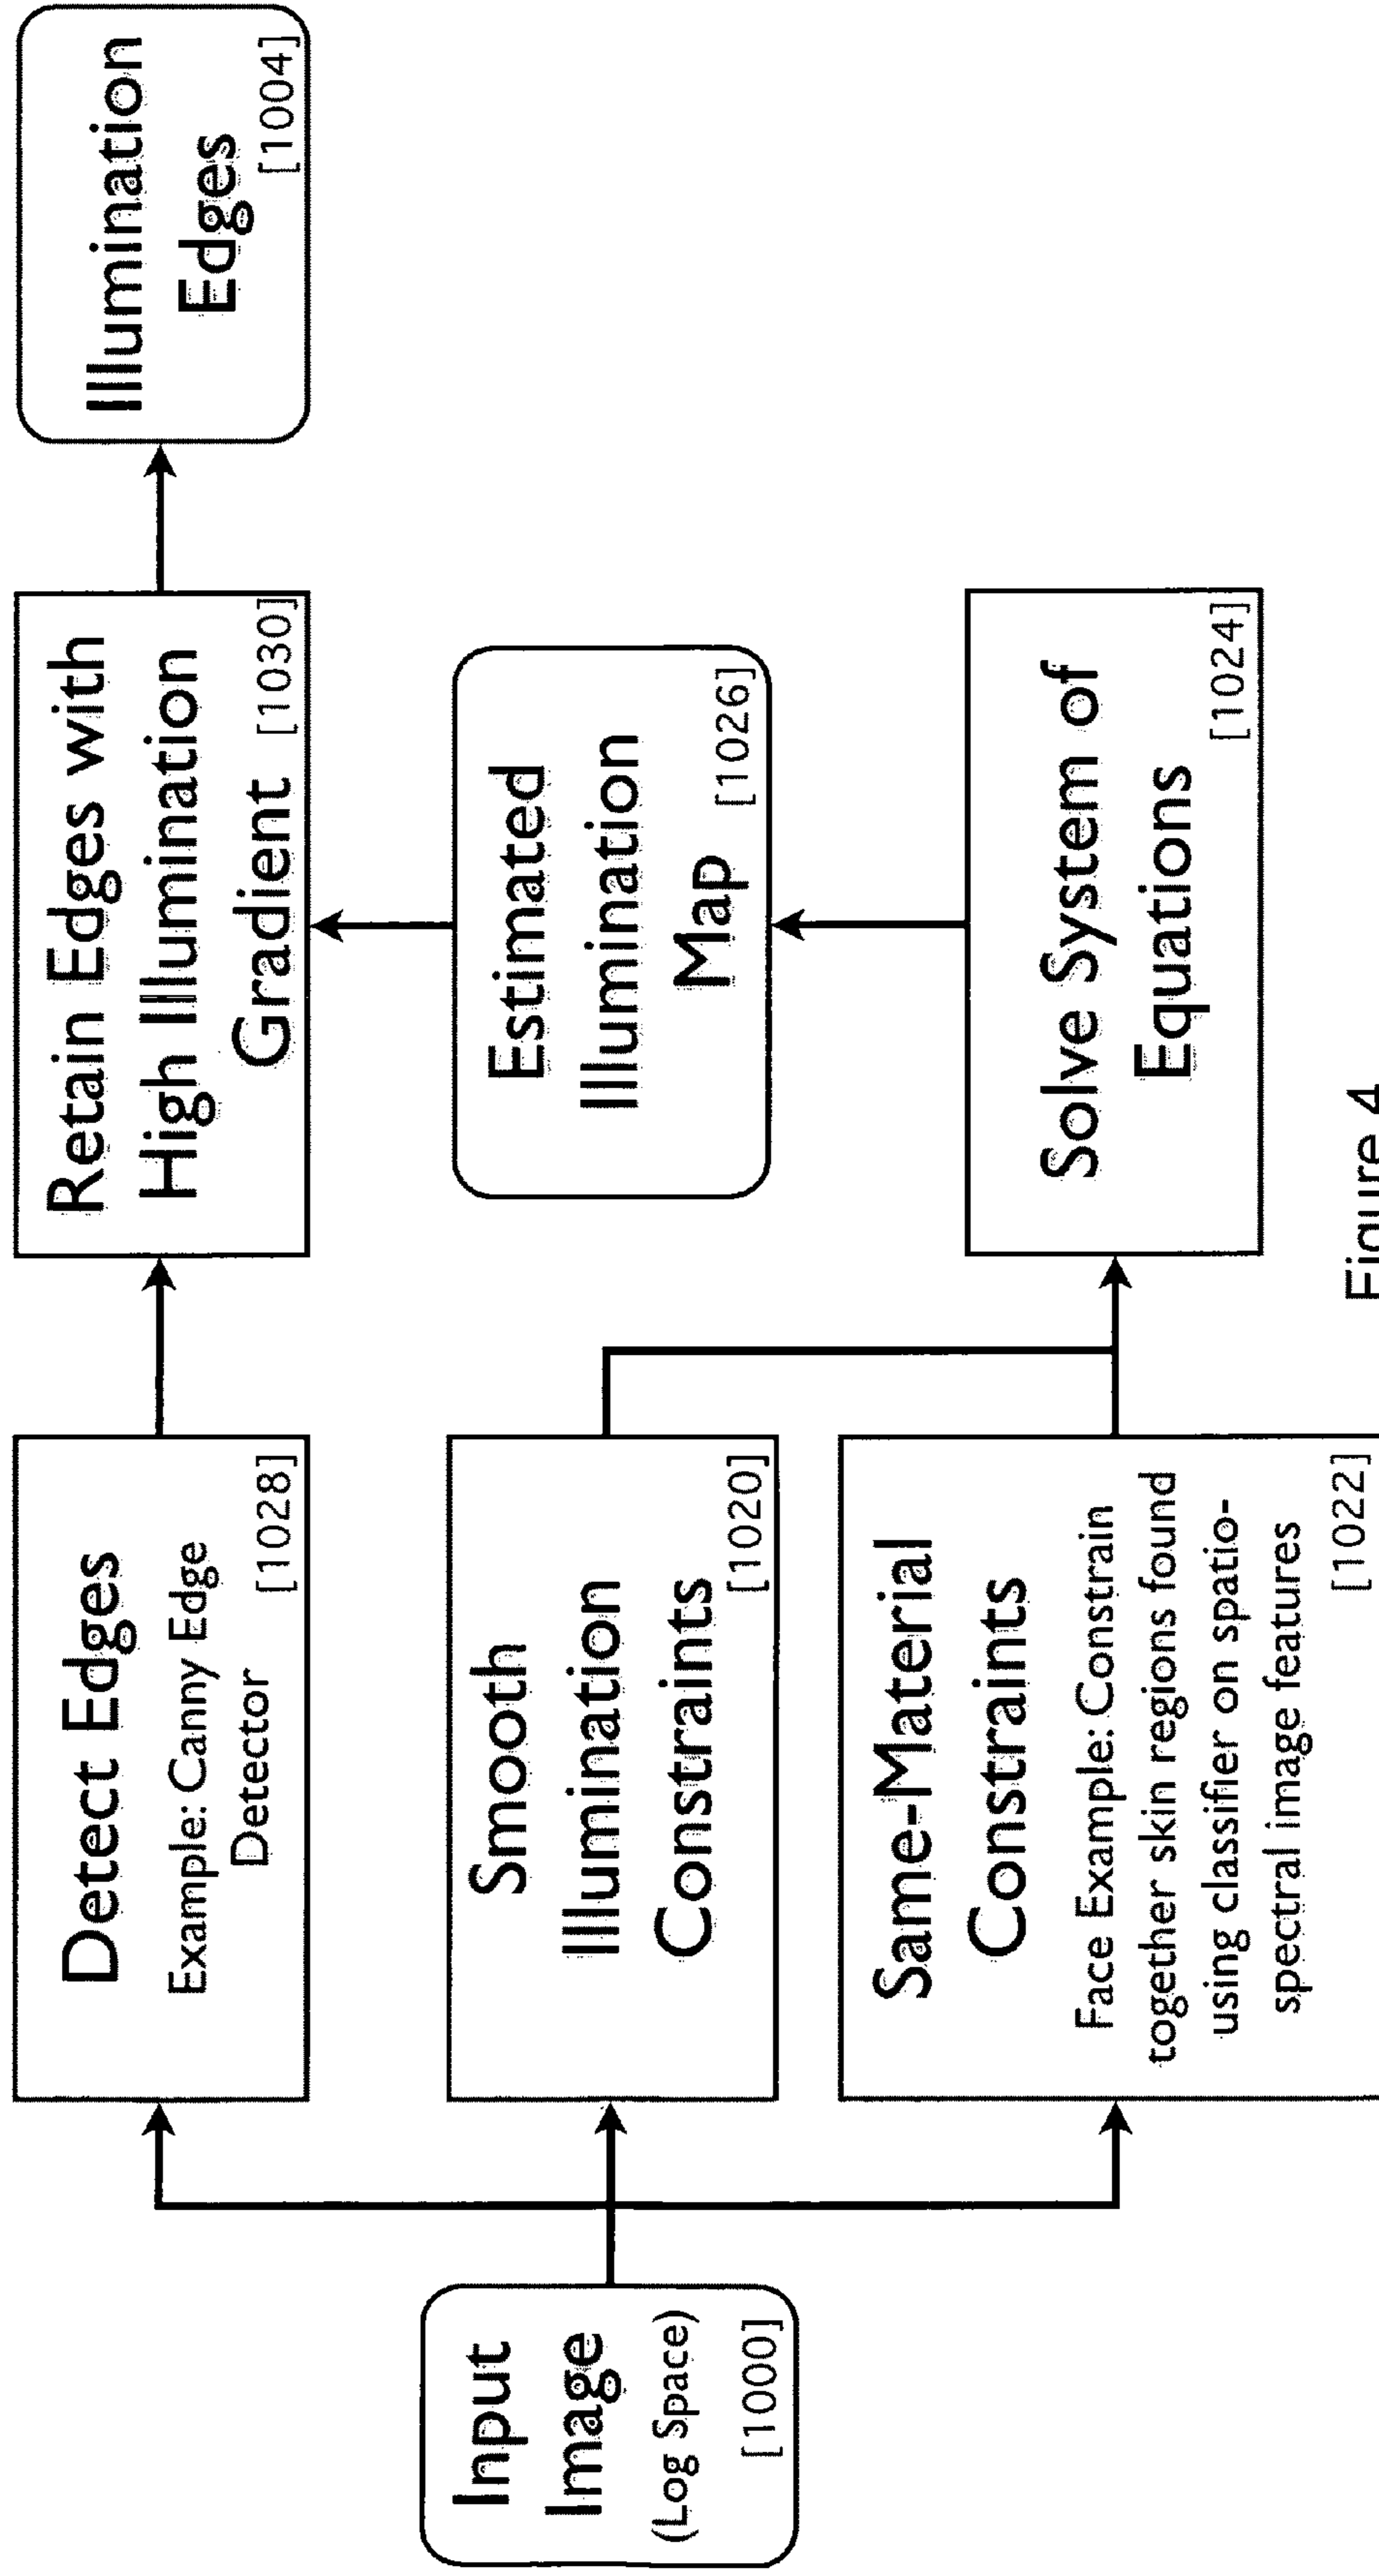 Input
Image
(Log Space)
[1000]
Detect Edges
Example: Canny Edge
Detector
[1028]
Smooth
Illumination
Constraints
[1020]
Same-Material
Constraints
Face Example: Constrain
together skin regions found
using classifier on spatio-
spectral image features
[1022]
Retain Edges with
High Illumination
Gradient [1030]
Estimated
Illumination
Map [1026]
Solve System of
Equations
[1024]
Illumination
Edges
[1004]
Figure 4